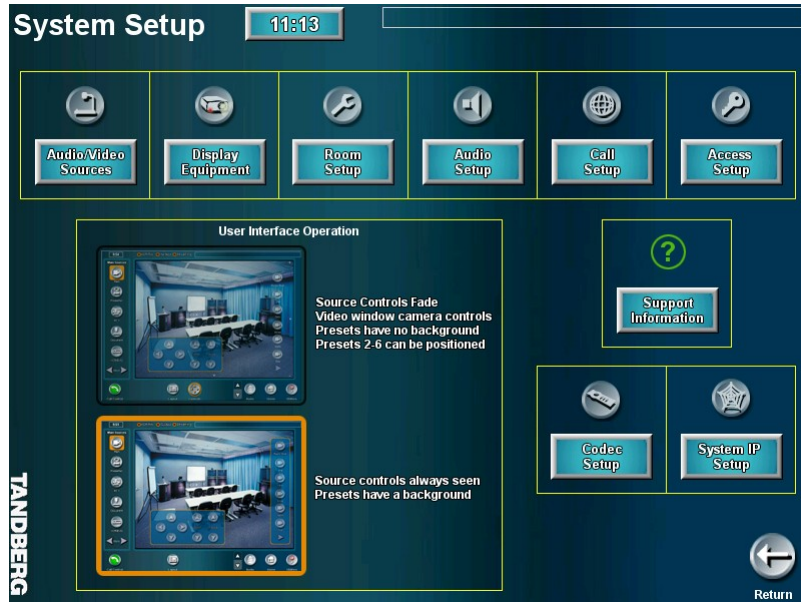 System Setup
11:13
Audio/Video
Sources
Display
Equipment
Room
Setup
Audio
Setup
Call
Setup
Access
Setup
User Interface Operation
Source Controls Fade
Video window camera controls
Presets have no background
Presets 2-6 can be positioned
Source controls always seen
Presets have a background
?
Support
Information
Codec
Setup
System IP
Setup
TANDBERG
Return